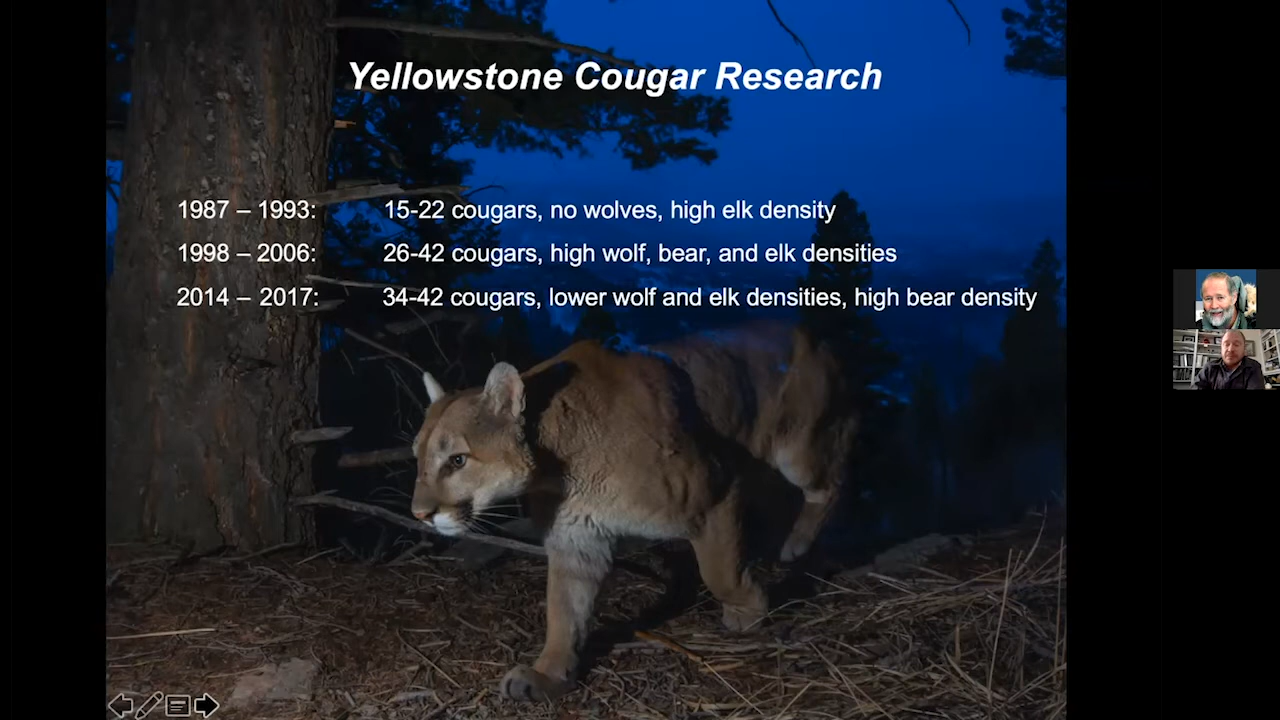 Yellowstone Cougar Research
1987 – 1993: 15-22 cougars, no wolves, high elk density
1998 – 2006: 26-42 cougars, high wolf, bear, and elk densities
2014 – 2017: 34-42 cougars, lower wolf and elk densities, high bear density